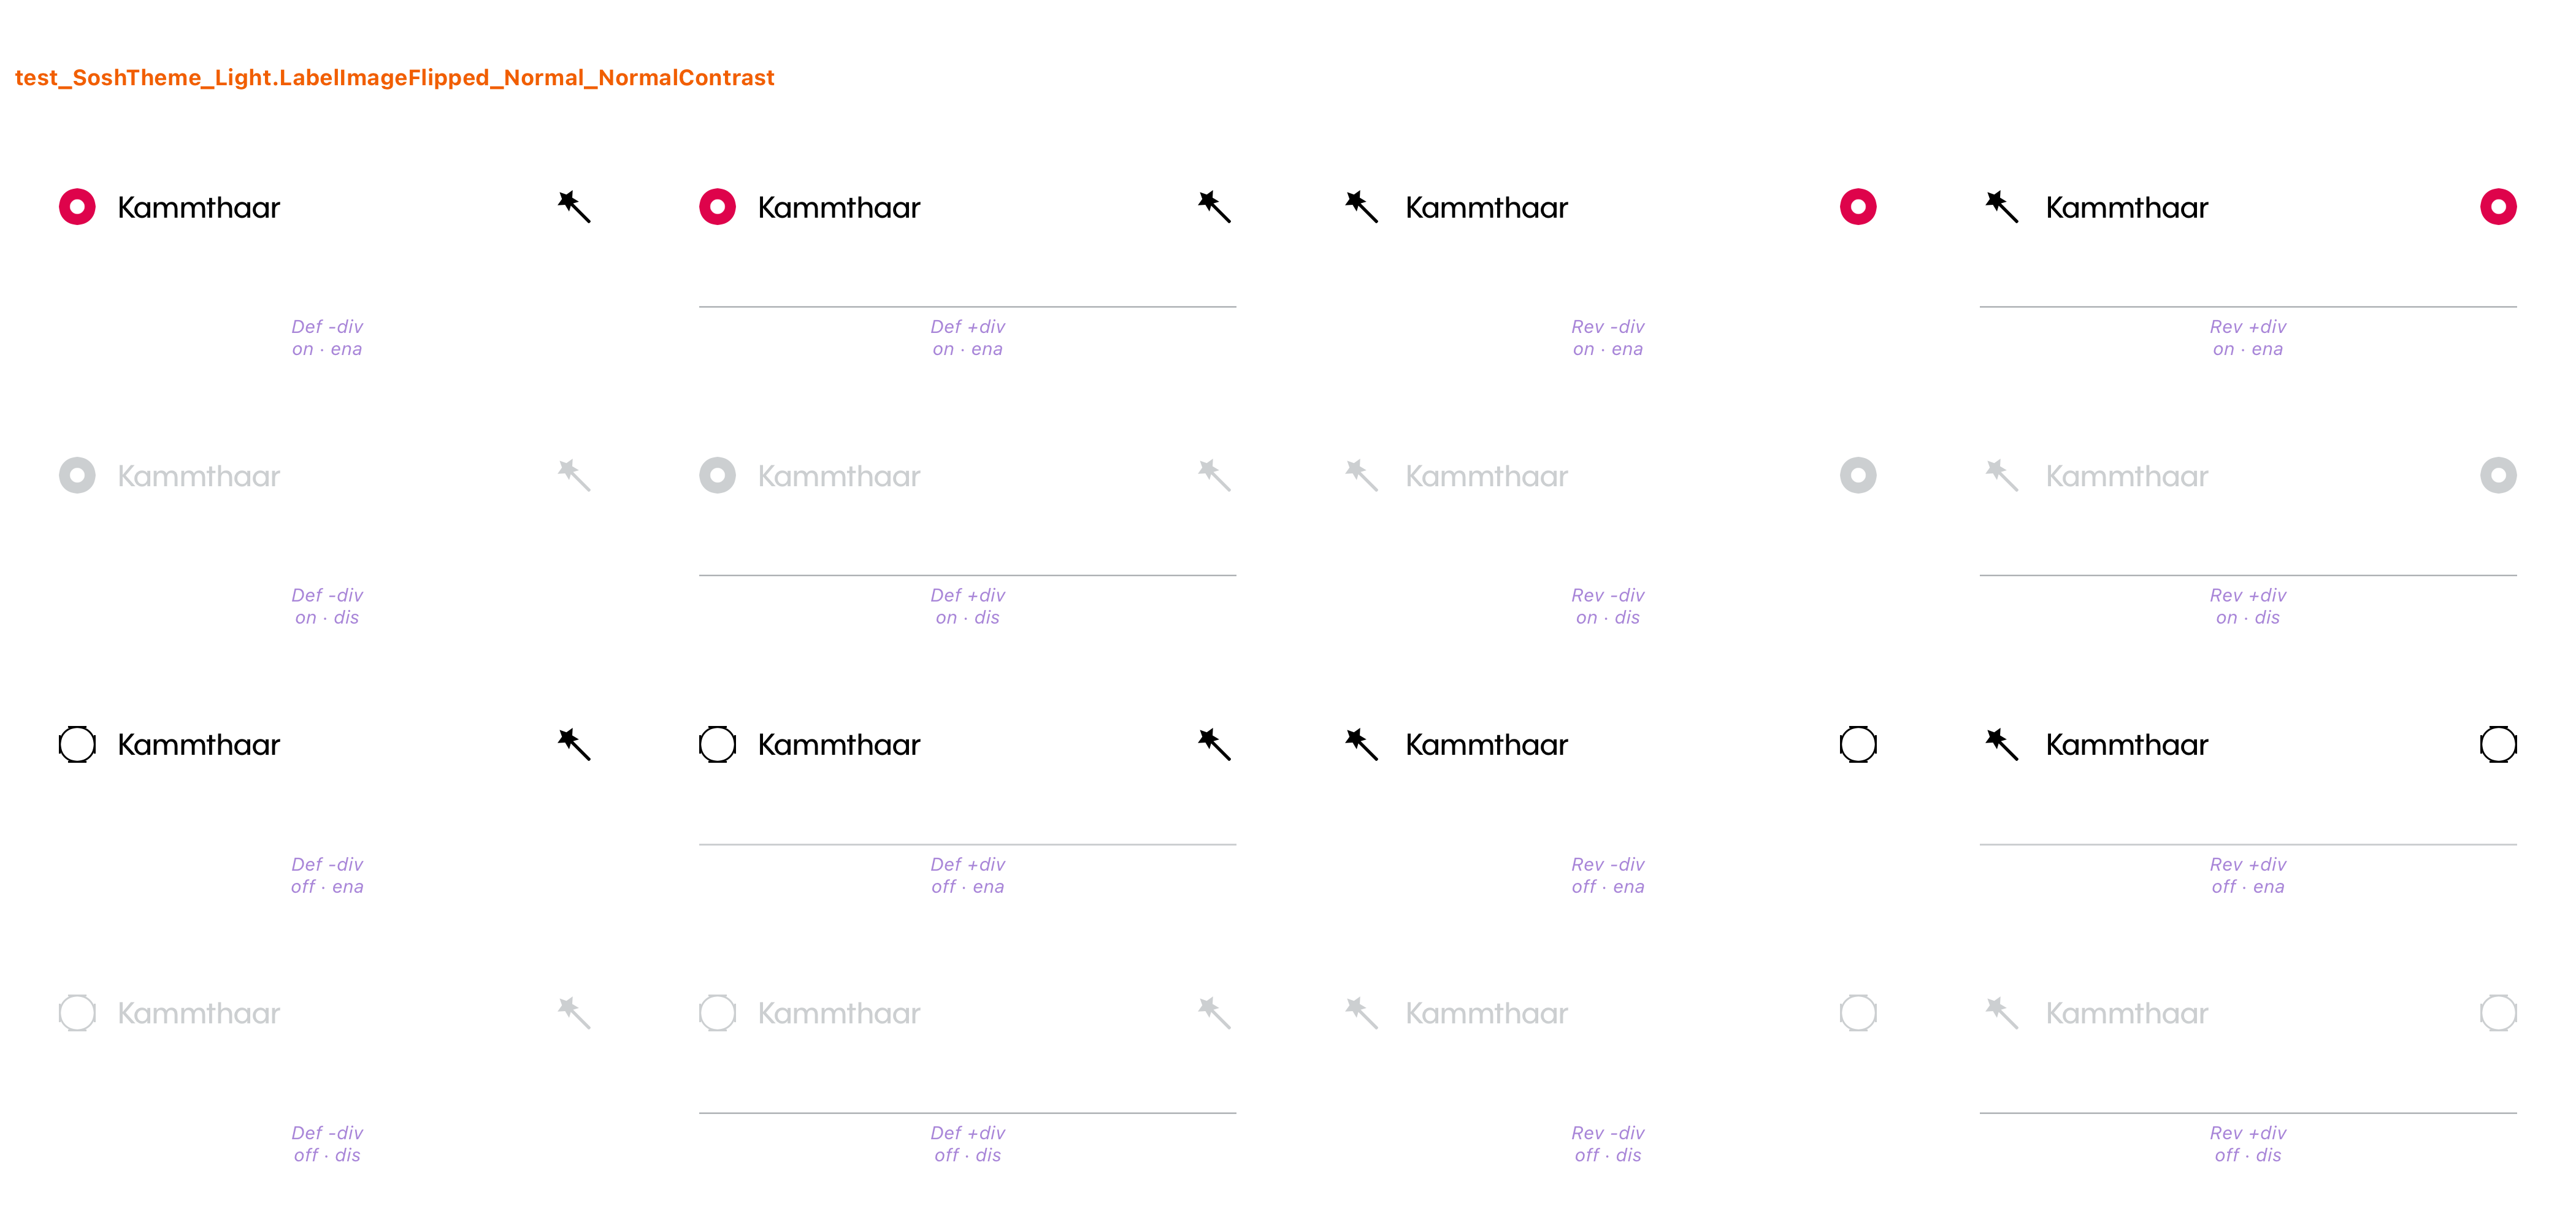 test_SoshTheme_Light.LabelImageFlipped_Normal_NormalContrast
Kammthaar
Kammthaar
Kammthaar
Kammthaar
Def -div
on · ena
Def +div
on · ena
Rev -div
on · ena
Rev +div
on · ena
Kammthaar
Kammthaar
Kammthaar
Kammthaar
Def -div
on · dis
Def +div
on · dis
Rev -div
on · dis
Rev +div
on · dis
Kammthaar
Kammthaar
Kammthaar
Kammthaar
Def -div
off · ena
Def +div
off · ena
Rev -div
off · ena
Rev +div
off · ena
Kammthaar
Kammthaar
Kammthaar
Kammthaar
Def -div
off · dis
Def +div
off · dis
Rev -div
off · dis
Rev +div
off · dis